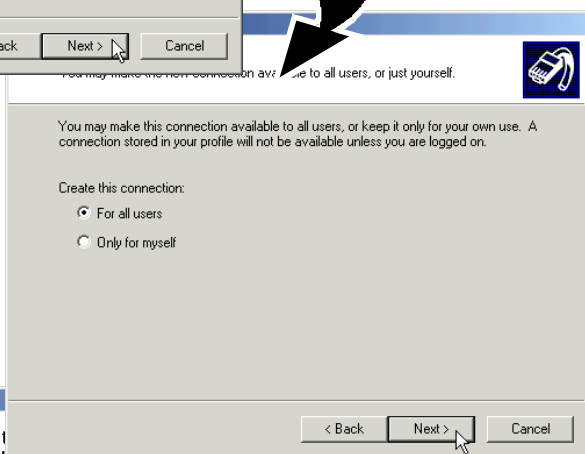 ack Next > Cancel
You may make the new connection available to all users, or just yourself.
You may make this connection available to all users, or keep it only for your own use. A
connection stored in your profile will not be available unless you are logged on.
Create this connection:
For all users
Only for myself
< Back Next > Cancel